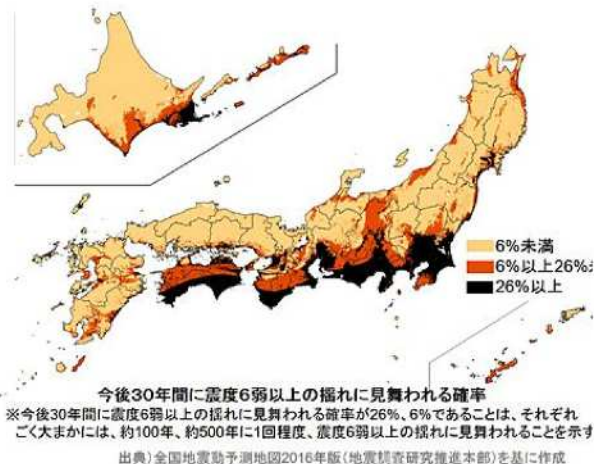 6%未満
6%以上26%
26%以上
今後30年間に震度6弱以上の揺れに見舞われる確率
※今後30年間に震度6弱以上の揺れに見舞われる確率が26%、6%であることは、それぞれ
ごく大まかには、約100年、約500年に1回程度、震度6弱以上の揺れに見舞われることを示す
出典）全国地震動予測地図2016年版（地震調査研究推進本部）を基に作成